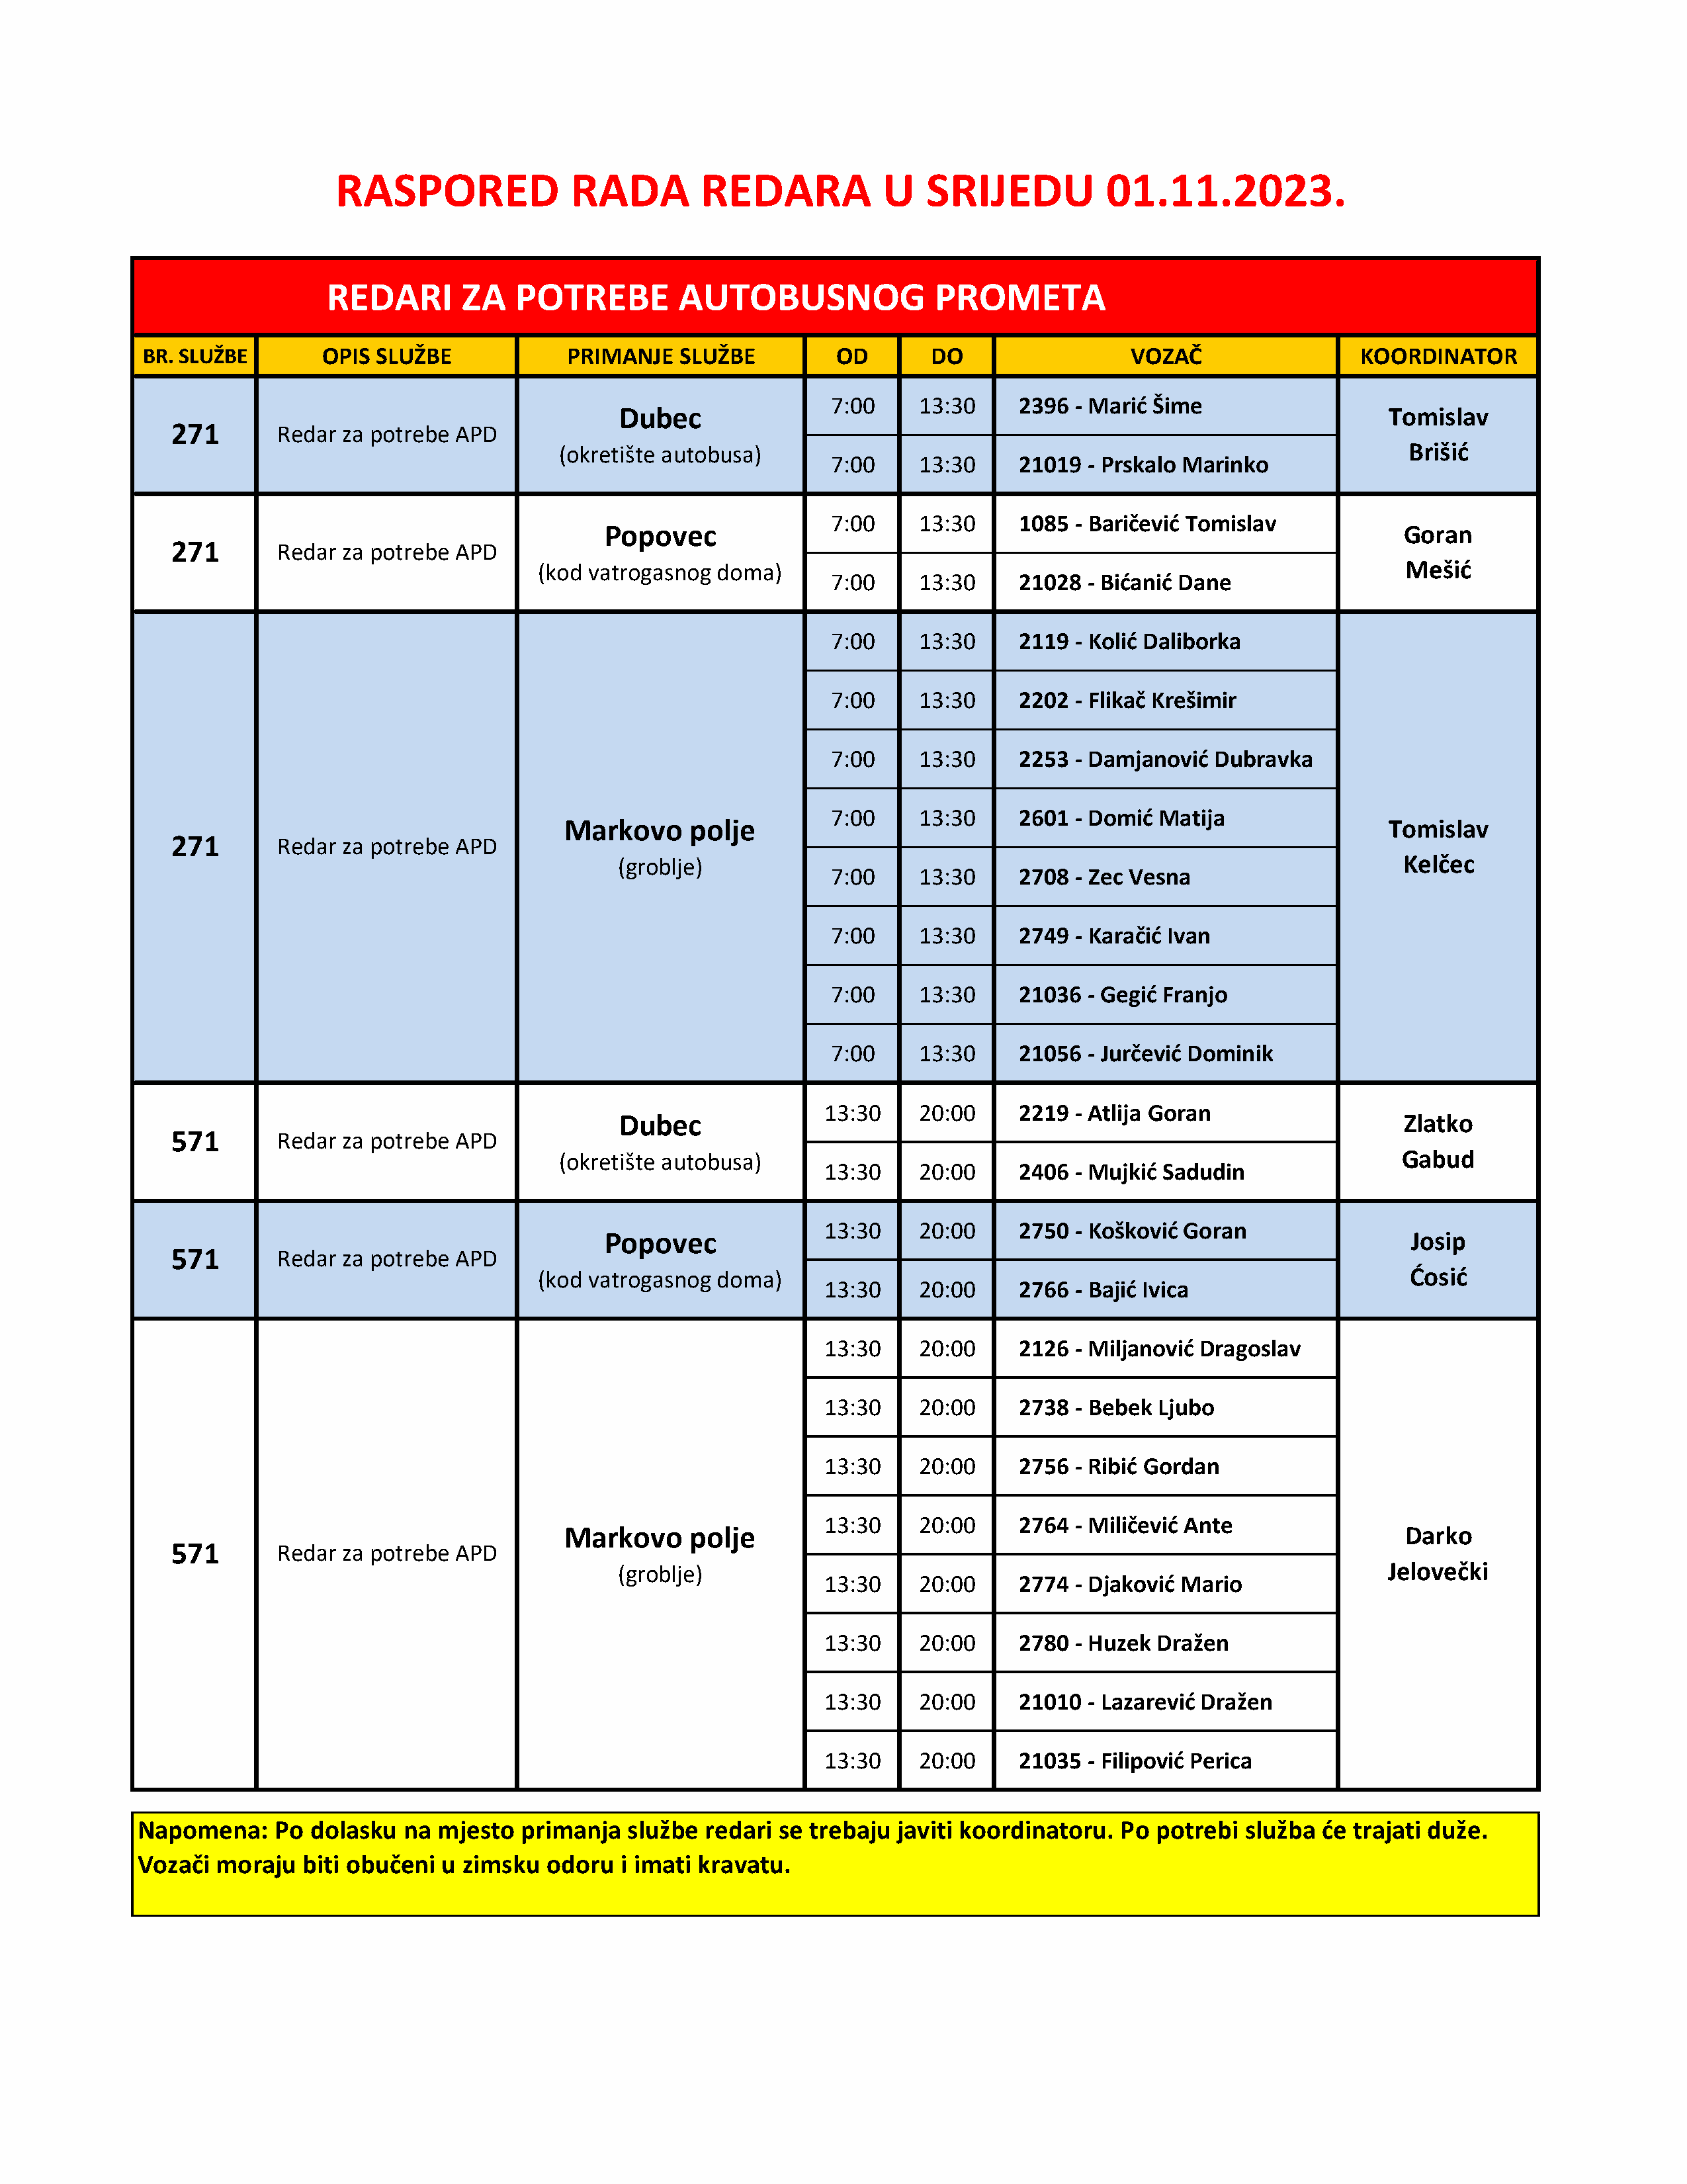 RASPORED RADA REDARA U SRIJEDU 01.11.2023.
REDARI ZA POTREBE AUTOBUSNOG PROMETA
BR. SLUŽBE OPIS SLUŽBE PRIMANJE SLUŽBE OD DO VOZAČ KOORDINATOR
271 Redar za potrebe APD Dubec (okretište autobusa) 7:00 13:30 2396 - Marić Šime Tomislav Brišić
7:00 13:30 21019 - Prskalo Marinko
271 Redar za potrebe APD Popovec (kod vatrogasnog doma) 7:00 13:30 1085 - Baričević Tomislav Goran Mešić
7:00 13:30 21028 - Bićanić Dane
271 Redar za potrebe APD Markovo polje (groblje) 7:00 13:30 2119 - Kolić Daliborka Tomislav Kelčec
7:00 13:30 2202 - Flikač Krešimir
7:00 13:30 2253 - Damjanović Dubravka
7:00 13:30 2601 - Domić Matija
7:00 13:30 2708 - Zec Vesna
7:00 13:30 2749 - Karačić Ivan
7:00 13:30 21036 - Gegić Franjo
7:00 13:30 21056 - Jurčević Dominik
571 Redar za potrebe APD Dubec (okretište autobusa) 13:30 20:00 2219 - Atlija Goran Zlatko Gabud
13:30 20:00 2406 - Mujkić Sadudin
571 Redar za potrebe APD Popovec (kod vatrogasnog doma) 13:30 20:00 2750 - Košković Goran Josip Ćosić
13:30 20:00 2766 - Bajić Ivica
571 Redar za potrebe APD Markovo polje (groblje) 13:30 20:00 2126 - Miljanović Dragoslav Darko Jelovečki
13:30 20:00 2738 - Bebek Ljubo
13:30 20:00 2756 - Ribić Gordan
13:30 20:00 2764 - Miličević Ante
13:30 20:00 2774 - Djaković Mario
13:30 20:00 2780 - Huzek Dražen
13:30 20:00 21010 - Lazarević Dražen
13:30 20:00 21035 - Filipović Perica
Napomena: Po dolasku na mjesto primanja službe redari se trebaju javiti koordinatoru. Po potrebi služba će trajati duže.
Vozači moraju biti obučeni u zimsku odoru i imati kravatu.